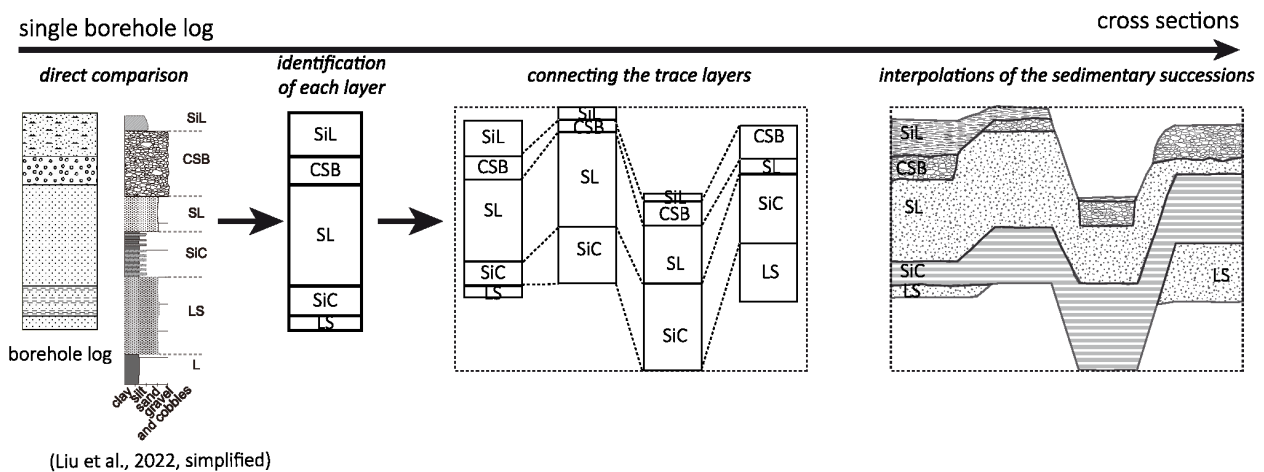 single borehole log
cross sections
direct comparison
identification
of each layer
connecting the trace layers
interpolations of the sedimentary successions
SiL
CSB
SL
SiC
LS
L
clay
silt
sand
gravel
and cobbles
borehole log
(Liu et al., 2022, simplified)
SiL
CSB
SL
SiC
LS
SiL
CSB
SL
SiC
LS
SiL
CSB
SL
SiC
SiL
CSB
SL
SiC
CSB
SL
SiC
LS
SiL
CSB
SL
SiC
LS
LS